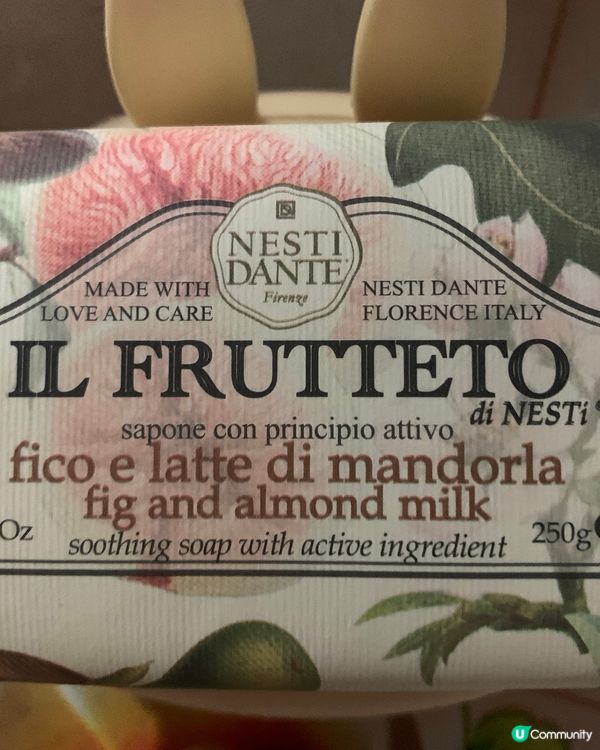 NESTI
DANTE
Firenze
MADE WITH
LOVE AND CARE
NESTI DANTE
FLORENCE ITALY
IL FRUTTETO
di NESTi
sapone con principio attivo
fico e latte di mandorla
fig and almond milk
Oz
soothing soap with active ingredient
250g
U Community